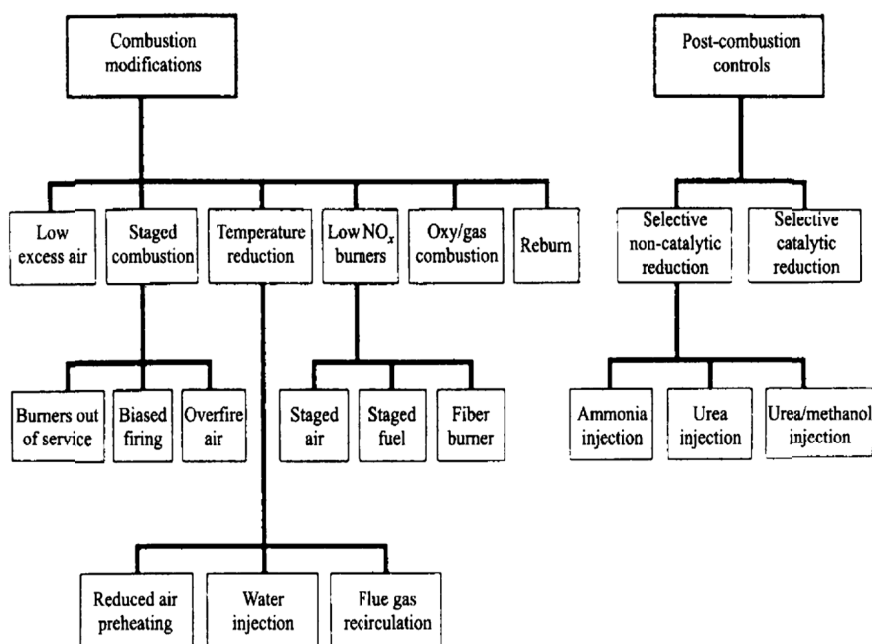 Combustion
modifications
Post-combustion
controls
Low
excess air
Staged
combustion
Temperature
reduction
Low NOx
burners
Oxy/gas
combustion
Reburn
Selective
non-catalytic
reduction
Selective
catalytic
reduction
Burners out
of service
Biased
firing
Overfire
air
Staged
air
Staged
fuel
Fiber
burner
Ammonia
injection
Urea
injection
Urea/methanol
injection
Reduced air
preheating
Water
injection
Flue gas
recirculation